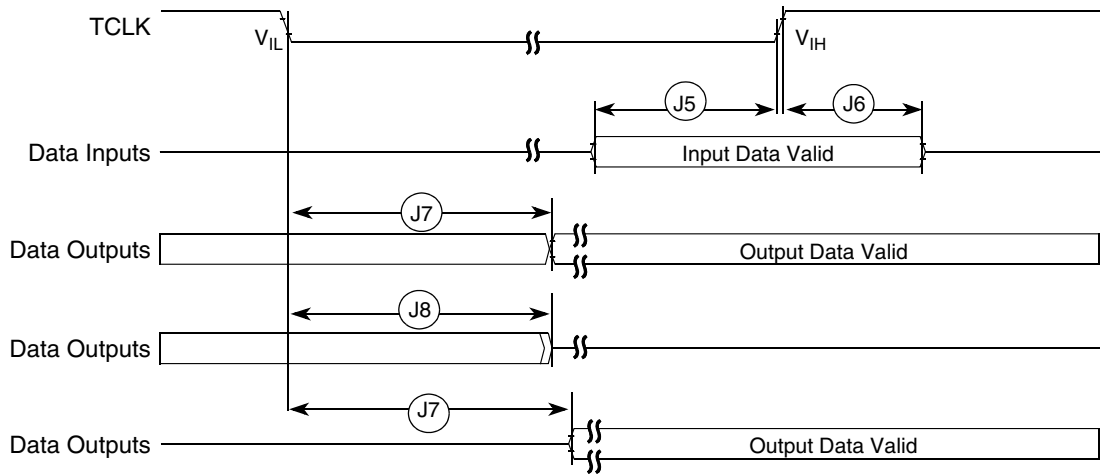 TCLK
VIL
VIH
J5
J6
Data Inputs
Input Data Valid
J7
Data Outputs
Output Data Valid
J8
Data Outputs
J7
Data Outputs
Output Data Valid